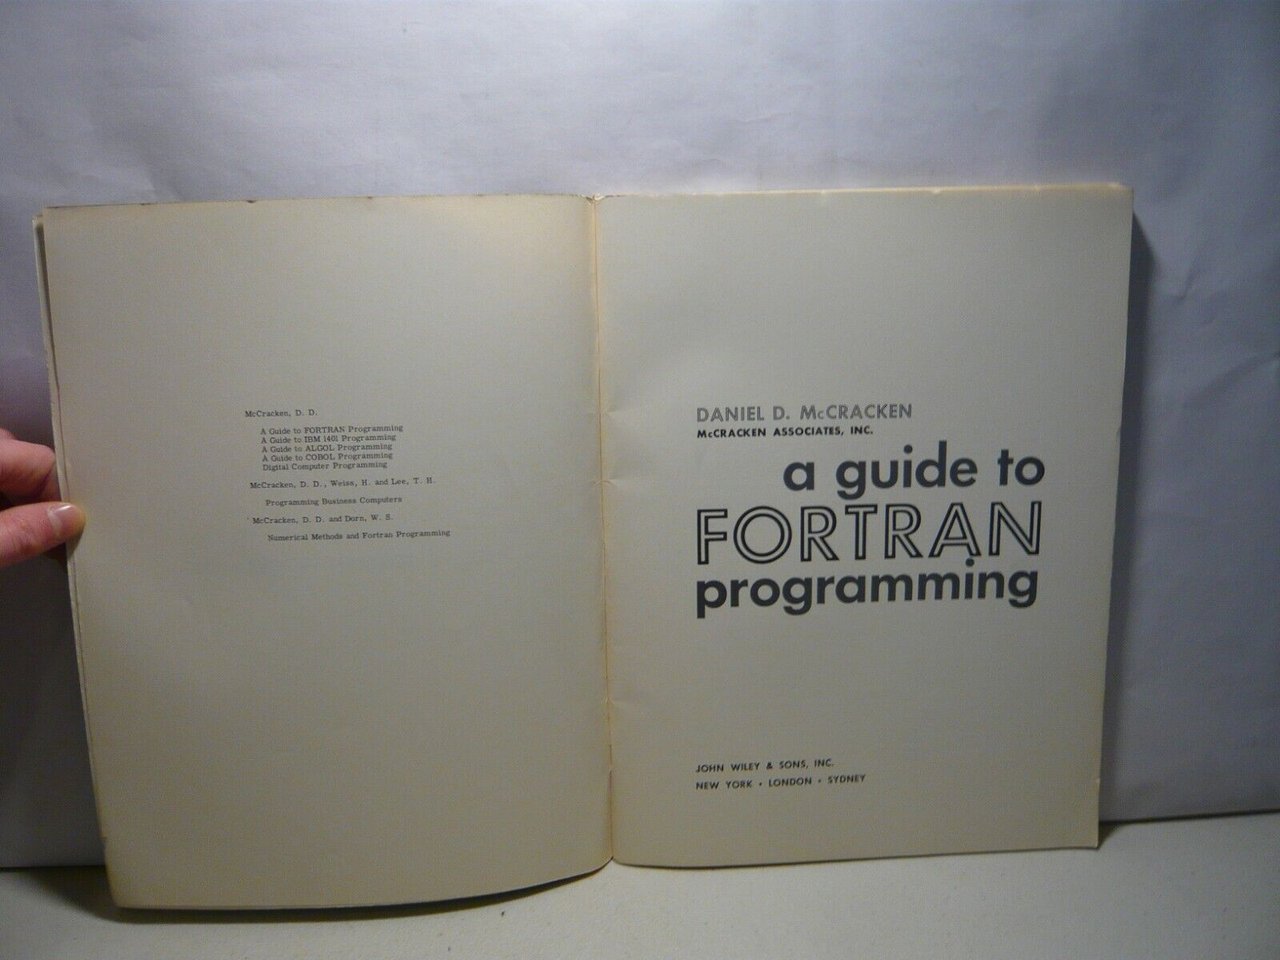 McCracken, D. D.
A Guide to FORTRAN Programming
A Guide to IBM 1401 Programming
A Guide to ALGOL Programming
A Guide to COBOL Programming
Digital Computer Programming
McCracken, D. D., Weiss, H. and Lee, T. H.
Programming Business Computers
McCracken, D. D. and Dorn, W. S.
Numerical Methods and Fortran Programming
DANIEL D. McCRACKEN
McCRACKEN ASSOCIATES, INC.
a guide to
FORTRAN
programming
JOHN WILEY & SONS, INC.
NEW YORK • LONDON • SYDNEY